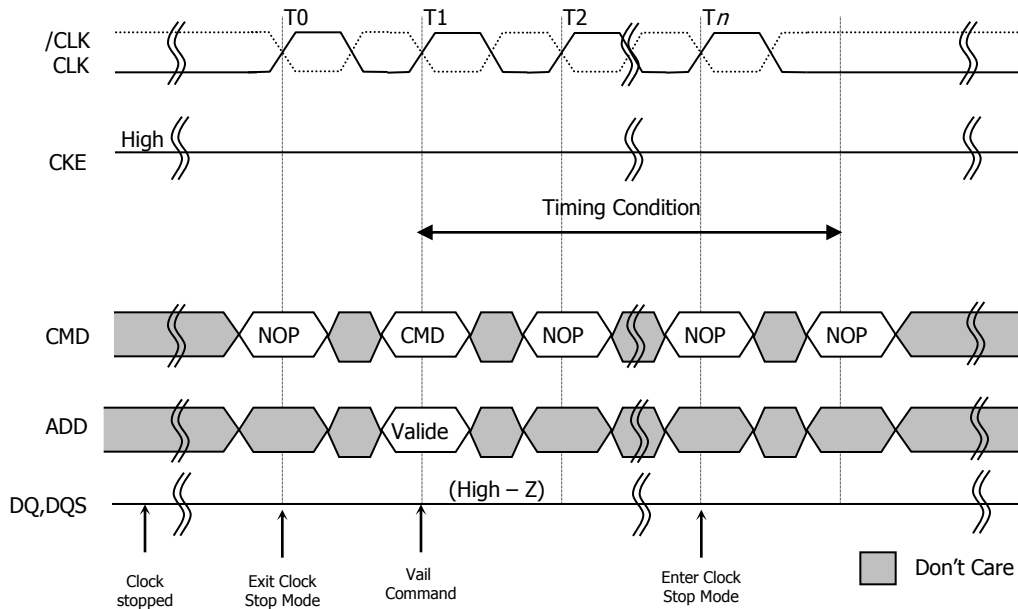 T0 T1 T2 Tn
/CLK
CLK
High
CKE
Timing Condition
CMD NOP CMD NOP NOP NOP
ADD Valide
(High – Z)
DQ,DQS
Clock
stopped
Exit Clock
Stop Mode
Vail
Command
Enter Clock
Stop Mode
Don't Care